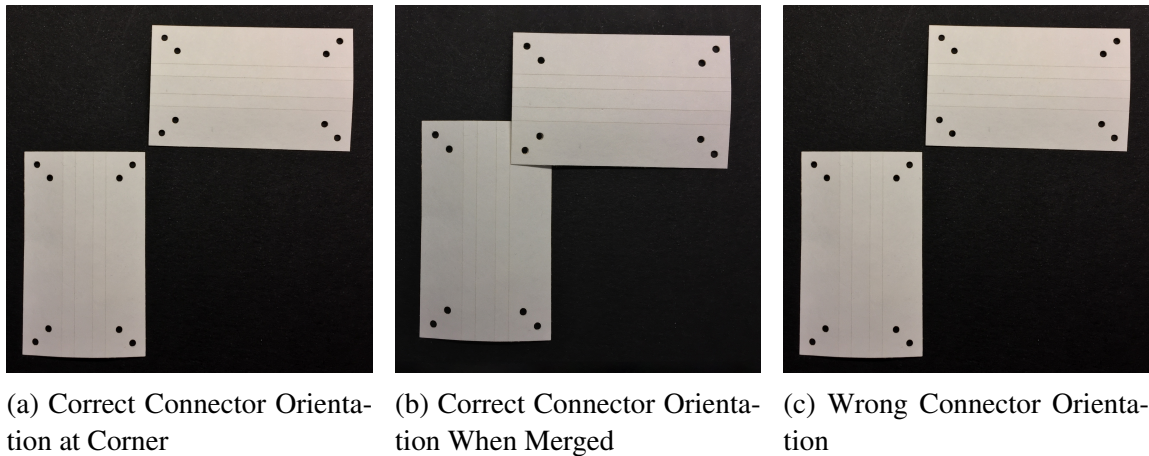 (a) Correct Connector Orienta-
tion at Corner
(b) Correct Connector Orienta-
tion When Merged
(c) Wrong Connector Orienta-
tion